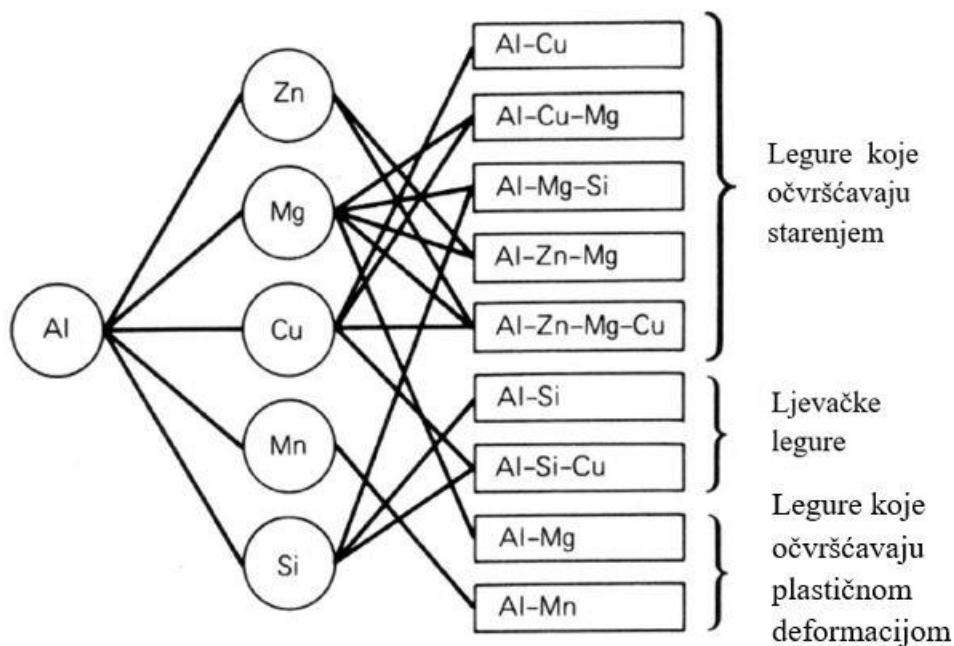 Al
Zn
Mg
Cu
Mn
Si
Al-Cu
Al-Cu-Mg
Al-Mg-Si
Al-Zn-Mg
Al-Zn-Mg-Cu
Al-Si
Al-Si-Cu
Al-Mg
Al-Mn
Legure koje
očvršćavaju
starenjem
Ljevačke
legure
Legure koje
očvršćavaju
plastičnom
deformacijom